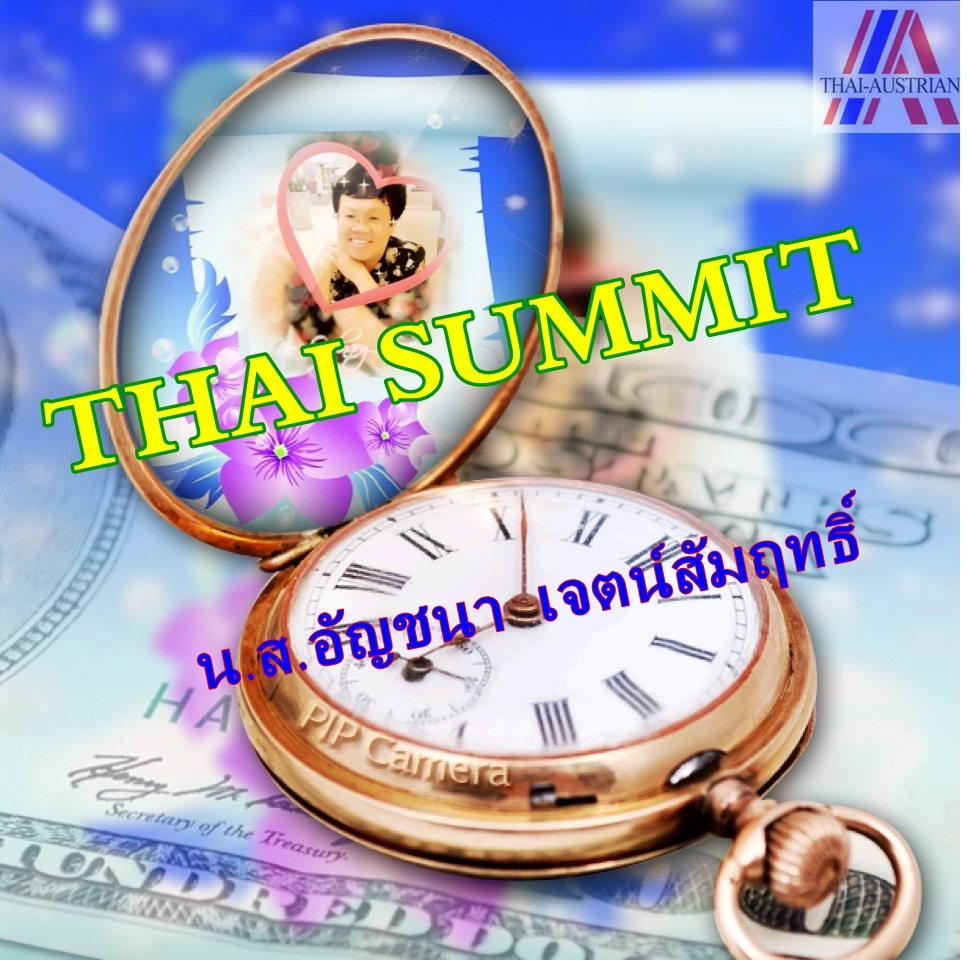 THAI-AUSTRIAN
THAI SUMMIT
น.ส.อัญชนา เจตน์สัมฤทธิ์
PIP Camera
HA
Secretary of the Treasury.